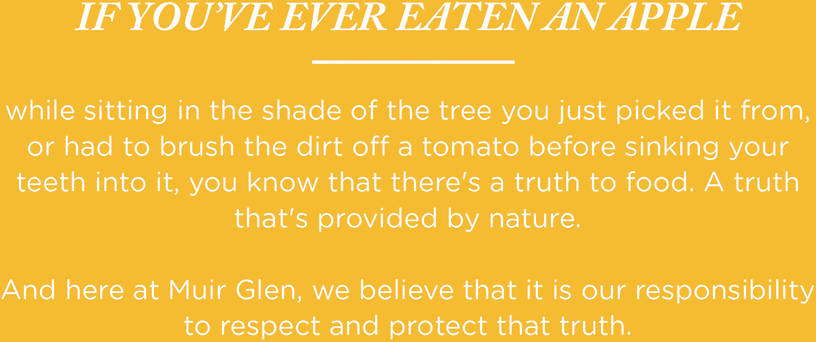 IF YOU'VE EVER EATEN AN APPLE
while sitting in the shade of the tree you just picked it from,
or had to brush the dirt off a tomato before sinking your
teeth into it, you know that there's a truth to food. A truth
that's provided by nature.
And here at Muir Glen, we believe that it is our responsibility
to respect and protect that truth.